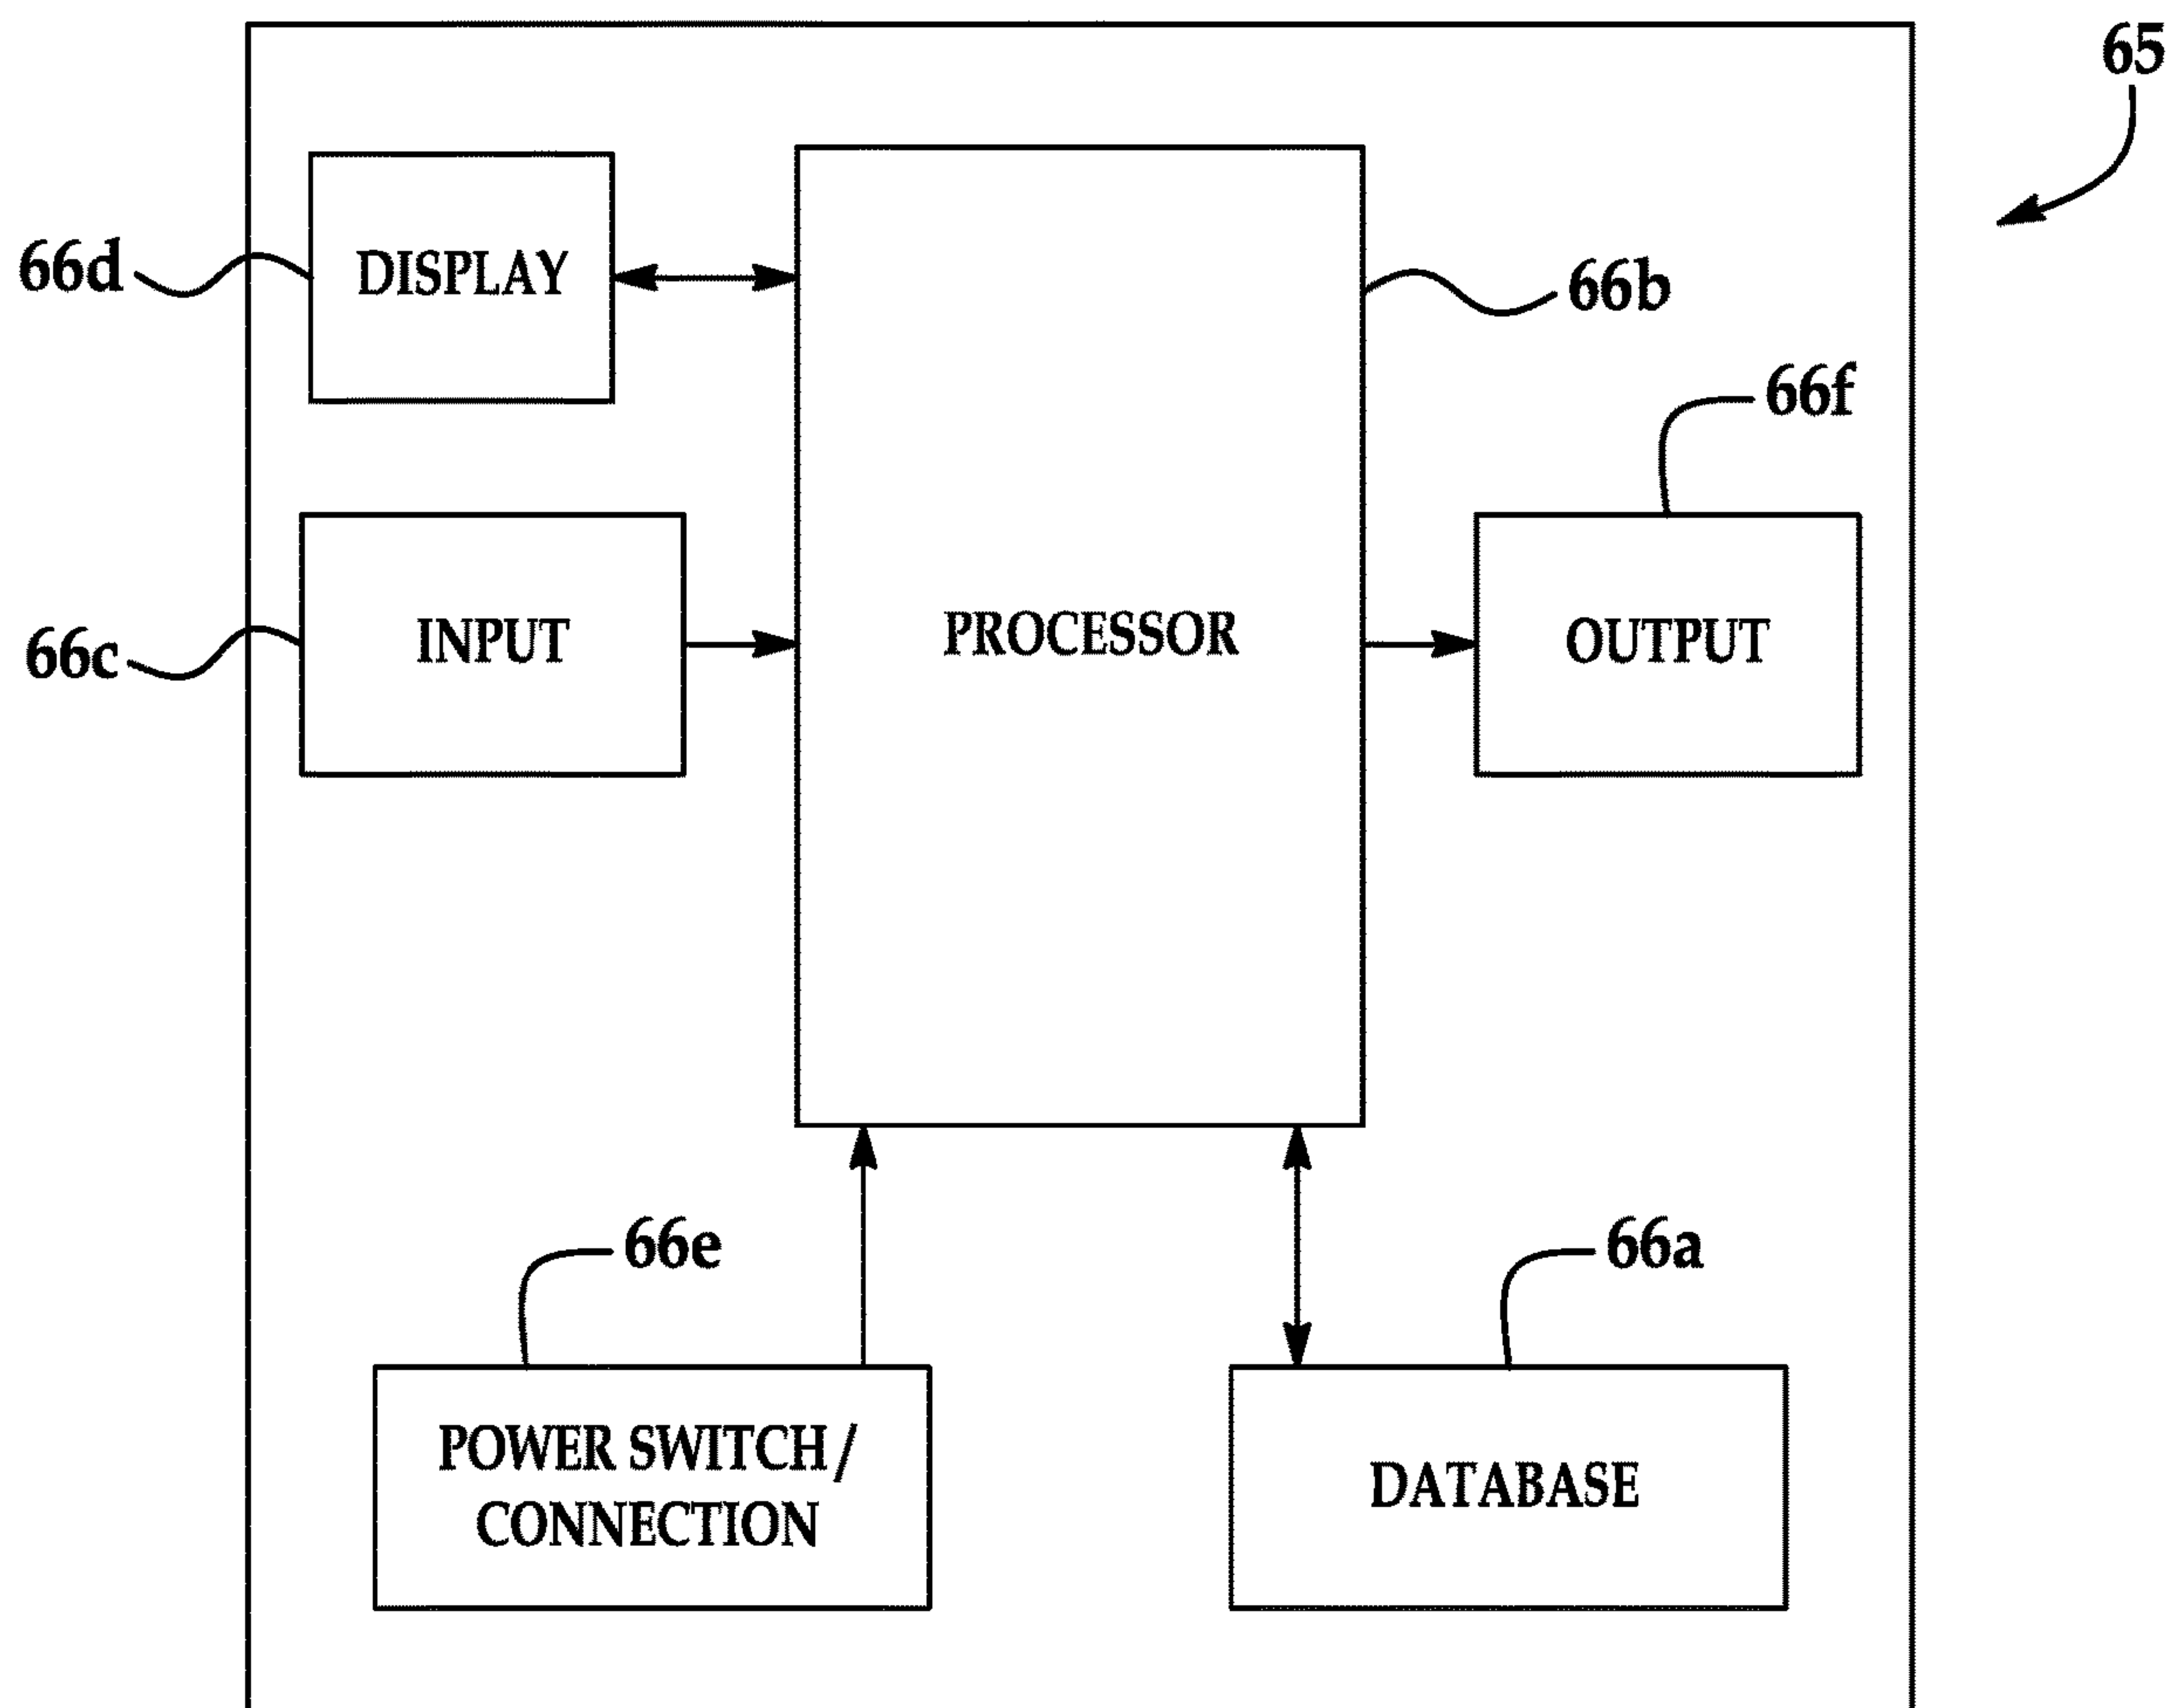 65
66d
DISPLAY
66b
66f
66c
INPUT
PROCESSOR
OUTPUT
66e
66a
POWER SWITCH/
CONNECTION
DATABASE